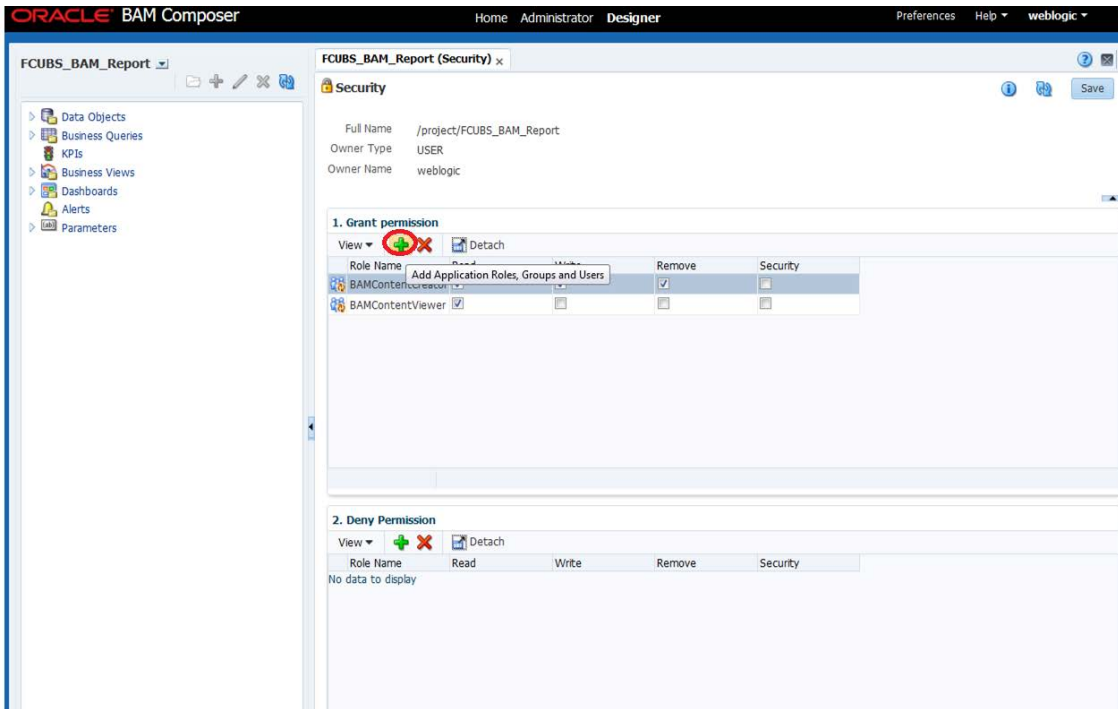 ORACLE BAM Composer Home Administrator Designer Preferences Help weblogic
FCUBS_BAM_Report
Data Objects
Business Queries
KPIs
Business Views
Dashboards
Alerts
Parameters
FCUBS_BAM_Report (Security)
Security
Save
Full Name /project/FCUBS_BAM_Report
Owner Type USER
Owner Name weblogic
1. Grant permission
View Detach
Role Name Read Write Remove Security
Add Application Roles, Groups and Users
BAMContentCreator
BAMContentViewer
2. Deny Permission
View Detach
Role Name Read Write Remove Security
No data to display